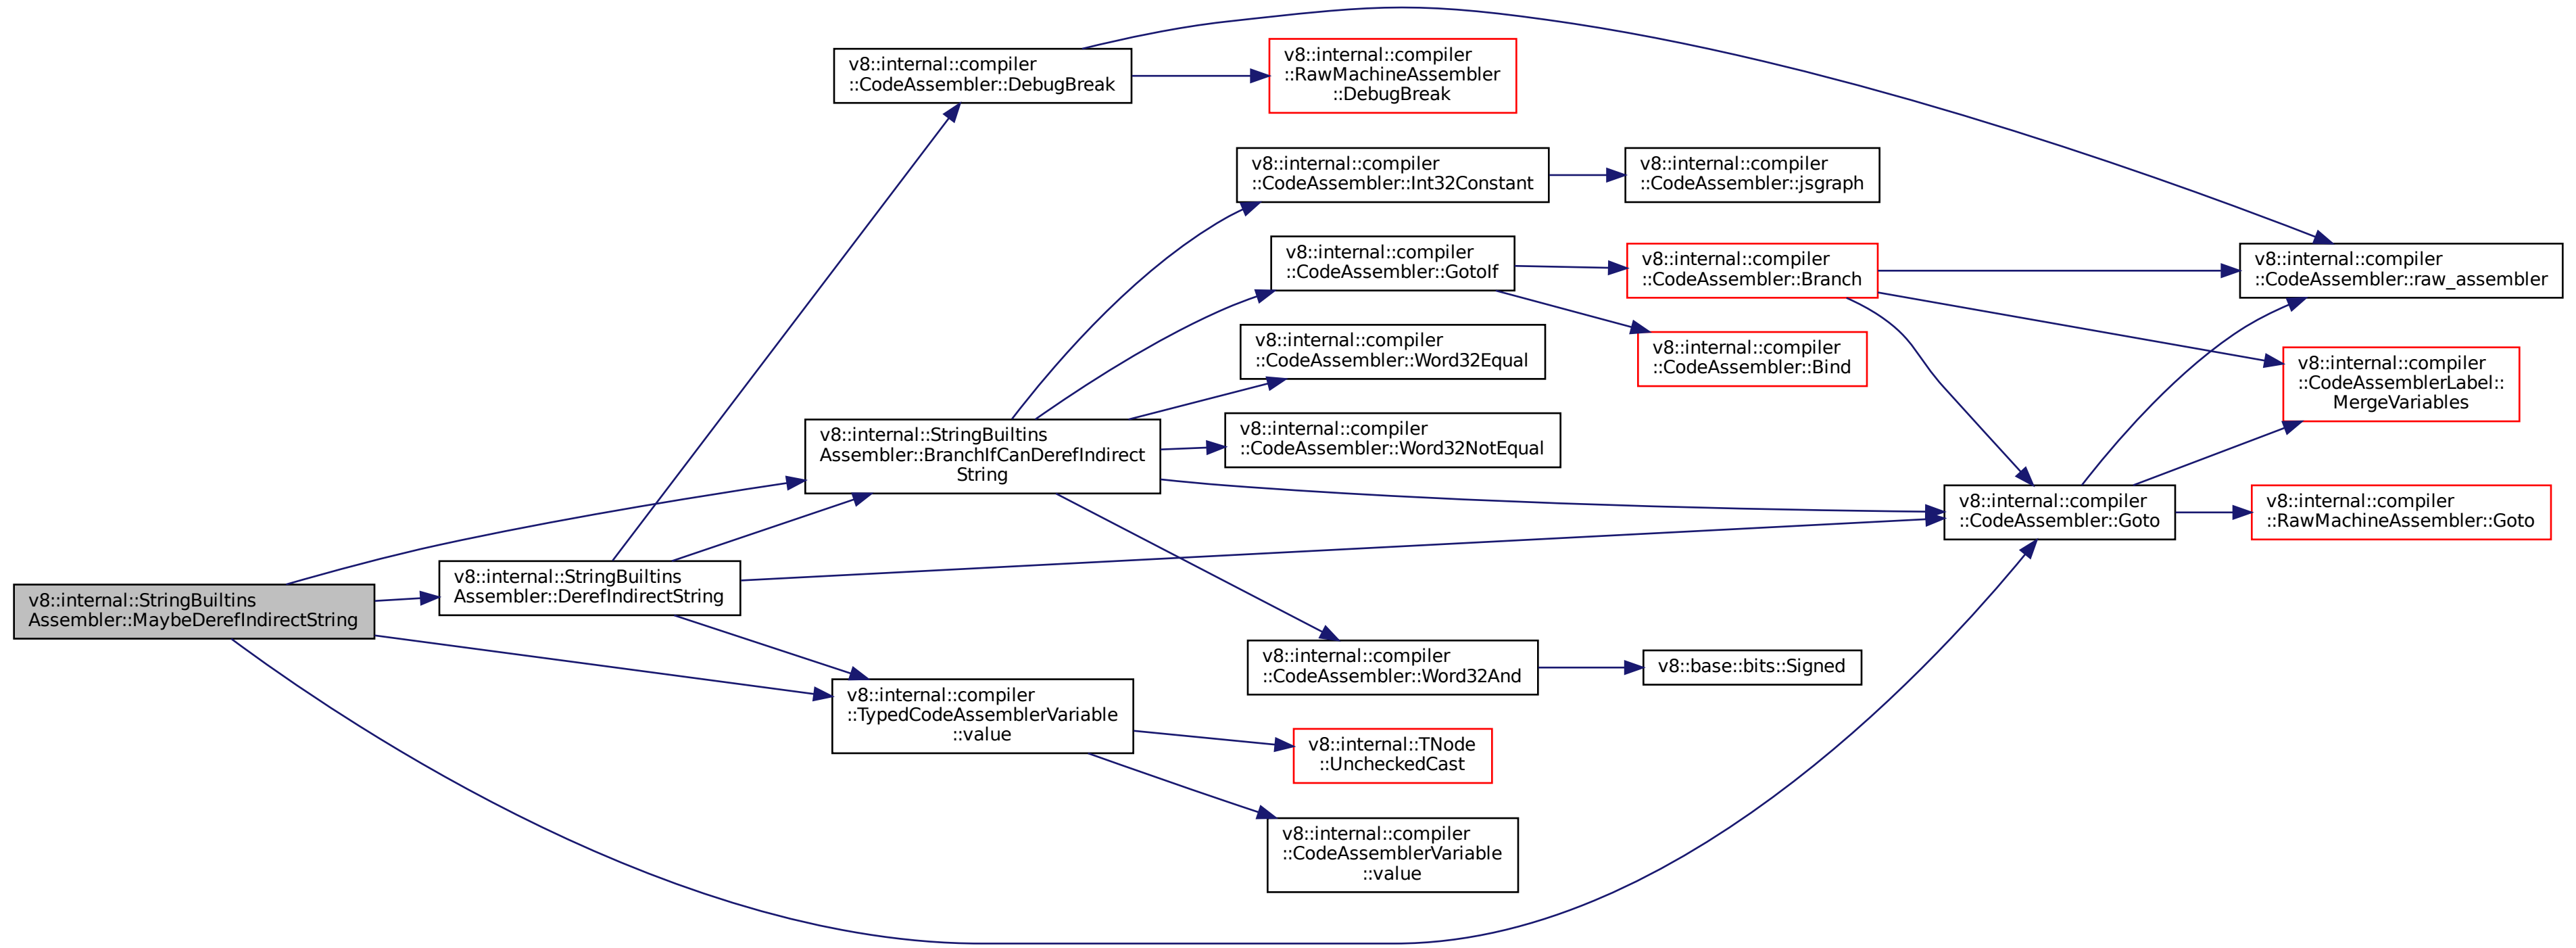 v8::internal::StringBuiltins
Assembler::MaybeDerefIndirectString
v8::internal::StringBuiltins
Assembler::DerefIndirectString
v8::internal::compiler
::CodeAssembler::DebugBreak
v8::internal::StringBuiltins
Assembler::BranchIfCanDerefIndirect
String
v8::internal::compiler
::TypedCodeAssemblerVariable
::value
v8::internal::compiler
::RawMachineAssembler
::DebugBreak
v8::internal::compiler
::CodeAssembler::Int32Constant
v8::internal::compiler
::CodeAssembler::GotoIf
v8::internal::compiler
::CodeAssembler::Word32Equal
v8::internal::compiler
::CodeAssembler::Word32NotEqual
v8::internal::compiler
::CodeAssembler::Word32And
v8::internal::TNode
::UncheckedCast
v8::internal::compiler
::CodeAssemblerVariable
::value
v8::internal::compiler
::CodeAssembler::jsgraph
v8::internal::compiler
::CodeAssembler::Branch
v8::internal::compiler
::CodeAssembler::Bind
v8::base::bits::Signed
v8::internal::compiler
::CodeAssembler::Goto
v8::internal::compiler
::CodeAssembler::raw_assembler
v8::internal::compiler
::CodeAssemblerLabel::
MergeVariables
v8::internal::compiler
::RawMachineAssembler::Goto